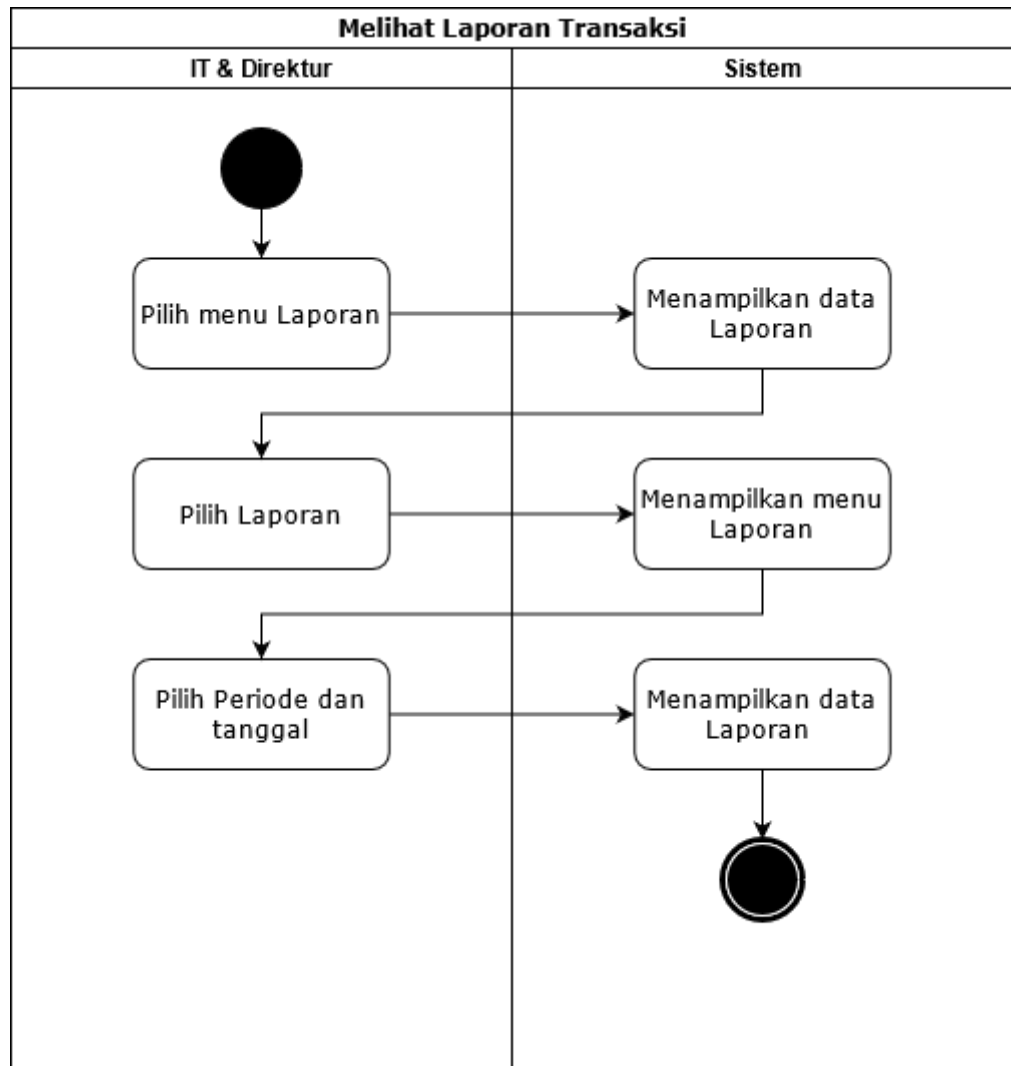 Melihat Laporan Transaksi
IT & Direktur
Sistem
Pilih menu Laporan
Menampilkan data
Laporan
Pilih Laporan
Menampilkan menu
Laporan
Pilih Periode dan
tanggal
Menampilkan data
Laporan